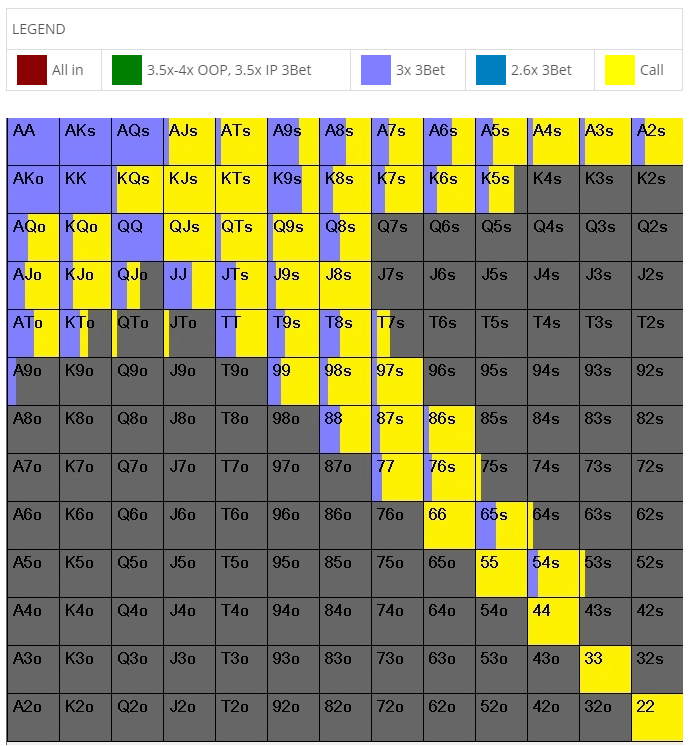 LEGEND
All in 3.5x-4x OOP, 3.5x IP 3Bet 3x 3Bet 2.6x 3Bet Call
AA AKs AQs AJs ATs A9s A8s A7s A6s A5s A4s A3s A2s
AKo KK KQs KJs KTs K9s K8s K7s K6s K5s K4s K3s K2s
AQo KQo QQ QJs QTs Q9s Q8s Q7s Q6s Q5s Q4s Q3s Q2s
AJo KJo QJo JJ JTs J9s J8s J7s J6s J5s J4s J3s J2s
ATo KTo QTo JTo TT T9s T8s T7s T6s T5s T4s T3s T2s
A9o K9o Q9o J9o T9o 99 98s 97s 96s 95s 94s 93s 92s
A8o K8o Q8o J8o T8o 98o 88 87s 86s 85s 84s 83s 82s
A7o K7o Q7o J7o T7o 97o 87o 77 76s 75s 74s 73s 72s
A6o K6o Q6o J6o T6o 96o 86o 76o 66 65s 64s 63s 62s
A5o K5o Q5o J5o T5o 95o 85o 75o 65o 55 54s 53s 52s
A4o K4o Q4o J4o T4o 94o 84o 74o 64o 54o 44 43s 42s
A3o K3o Q3o J3o T3o 93o 83o 73o 63o 53o 43o 33 32s
A2o K2o Q2o J2o T2o 92o 82o 72o 62o 52o 42o 32o 22